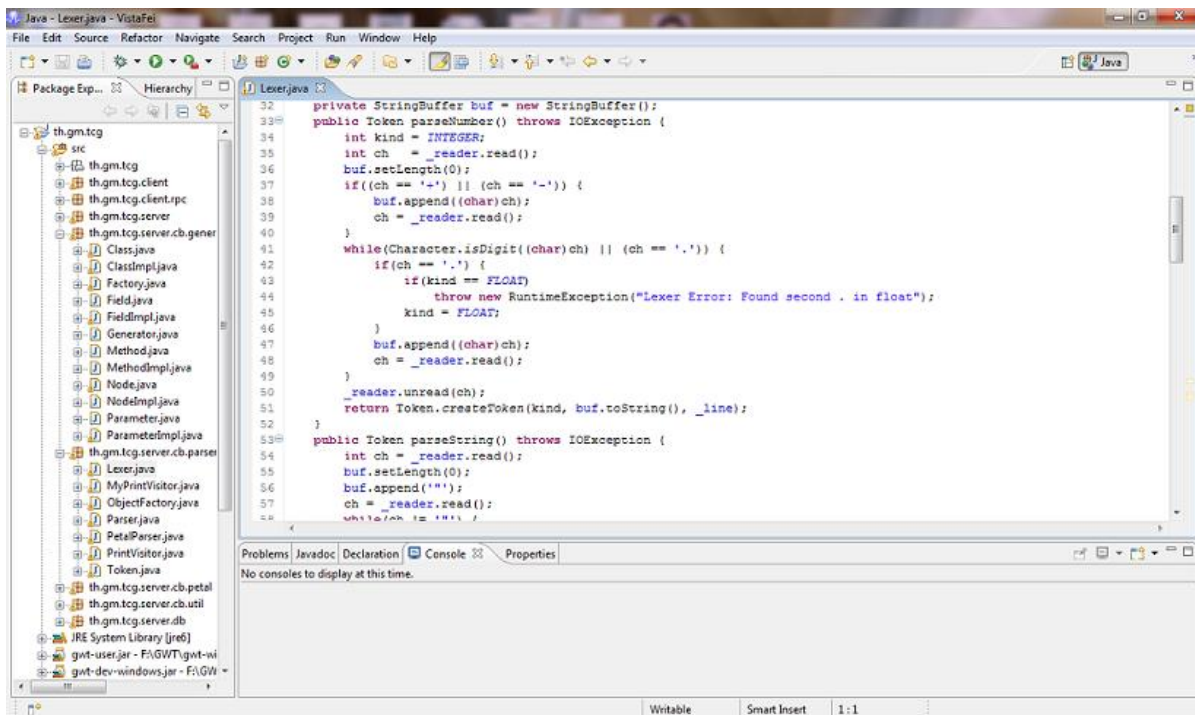 Java - Lexer.java - VistaFei
File Edit Source Refactor Navigate Search Project Run Window Help
Java
Package Exp... Hierarchy
th.gm.tcg
src
th.gm.tcg
th.gm.tcg.client
th.gm.tcg.client.rpc
th.gm.tcg.server
th.gm.tcg.server.cb.gener
Class.java
ClassImpl.java
Factory.java
Field.java
FieldImpl.java
Generator.java
Method.java
MethodImpl.java
Node.java
NodeImpl.java
Parameter.java
ParameterImpl.java
th.gm.tcg.server.cb.parser
Lexer.java
MyPrintVisitor.java
ObjectFactory.java
Parser.java
PetalParser.java
PrintVisitor.java
Token.java
th.gm.tcg.server.cb.petal
th.gm.tcg.server.cb.util
th.gm.tcg.server.db
JRE System Library [jre6]
gwt-user.jar - F:\GWT\gwt-wi
gwt-dev-windows.jar - F:\GW
Lexer.java
32 private StringBuffer buf = new StringBuffer();
33 public Token parseNumber() throws IOException {
34 int kind = INTEGER;
35 int ch = _reader.read();
36 buf.setLength(0);
37 if((ch == '+') || (ch == '-')) {
38 buf.append((char)ch);
39 ch = _reader.read();
40 }
41 while(Character.isDigit((char)ch) || (ch == '.')) {
42 if(ch == '.') {
43 if(kind == FLOAT)
44 throw new RuntimeException("Lexer Error: Found second . in float");
45 kind = FLOAT;
46 }
47 buf.append((char)ch);
48 ch = _reader.read();
49 }
50 _reader.unread(ch);
51 return Token.createToken(kind, buf.toString(), _line);
52 }
53 public Token parseString() throws IOException {
54 int ch = _reader.read();
55 buf.setLength(0);
56 buf.append('"');
57 ch = _reader.read();
58 while(ch != '"') {
Problems Javadoc Declaration Console Properties
No consoles to display at this time.
Writable Smart Insert 1:1